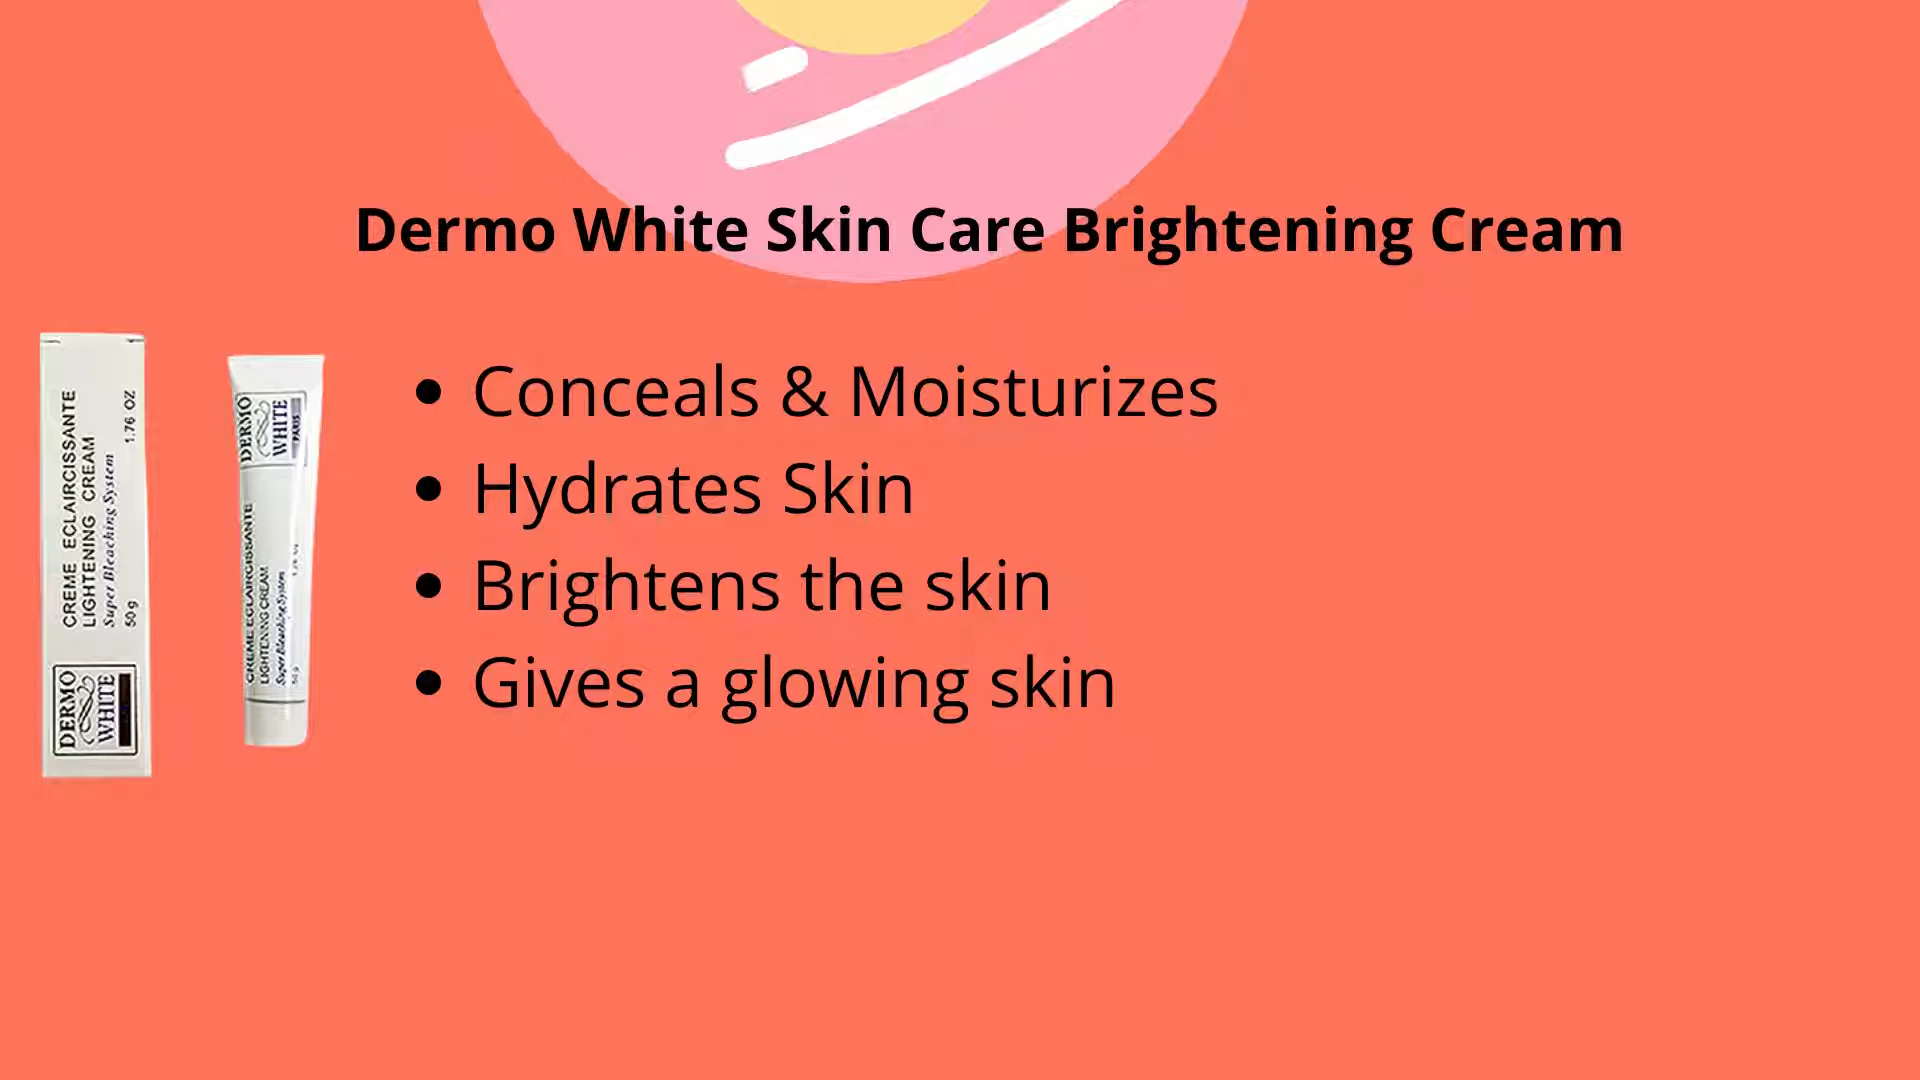 Dermo White Skin Care Brightening Cream
CREME ECLAIRCISSANTE
LIGHTENING CREAM
Super Bleaching System
50 g 1.76 OZ
DERMO
WHITE
DERMO
WHITE
PARIS
CREME ECLAIRCISSANTE
LIGHTENING CREAM
Super Bleaching System
50 g
• Conceals & Moisturizes
• Hydrates Skin
• Brightens the skin
• Gives a glowing skin